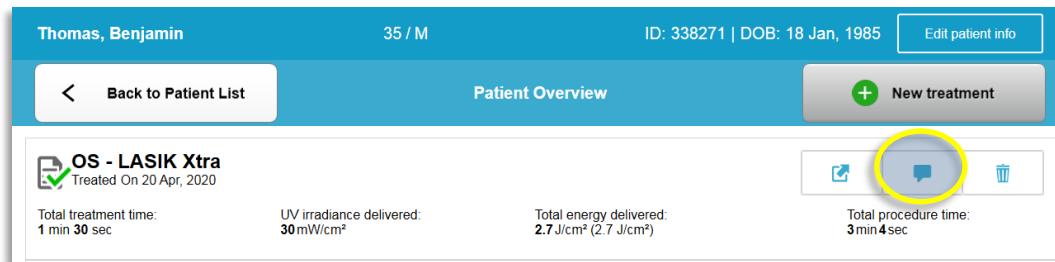 Thomas, Benjamin 35 / M ID: 338271 | DOB: 18 Jan, 1985 Edit patient info
Back to Patient List Patient Overview New treatment
OS - LASIK Xtra
Treated On 20 Apr, 2020
Total treatment time: UV irradiance delivered: Total energy delivered: Total procedure time:
1 min 30 sec 30 mW/cm² 2.7 J/cm² (2.7 J/cm²) 3 min 4 sec